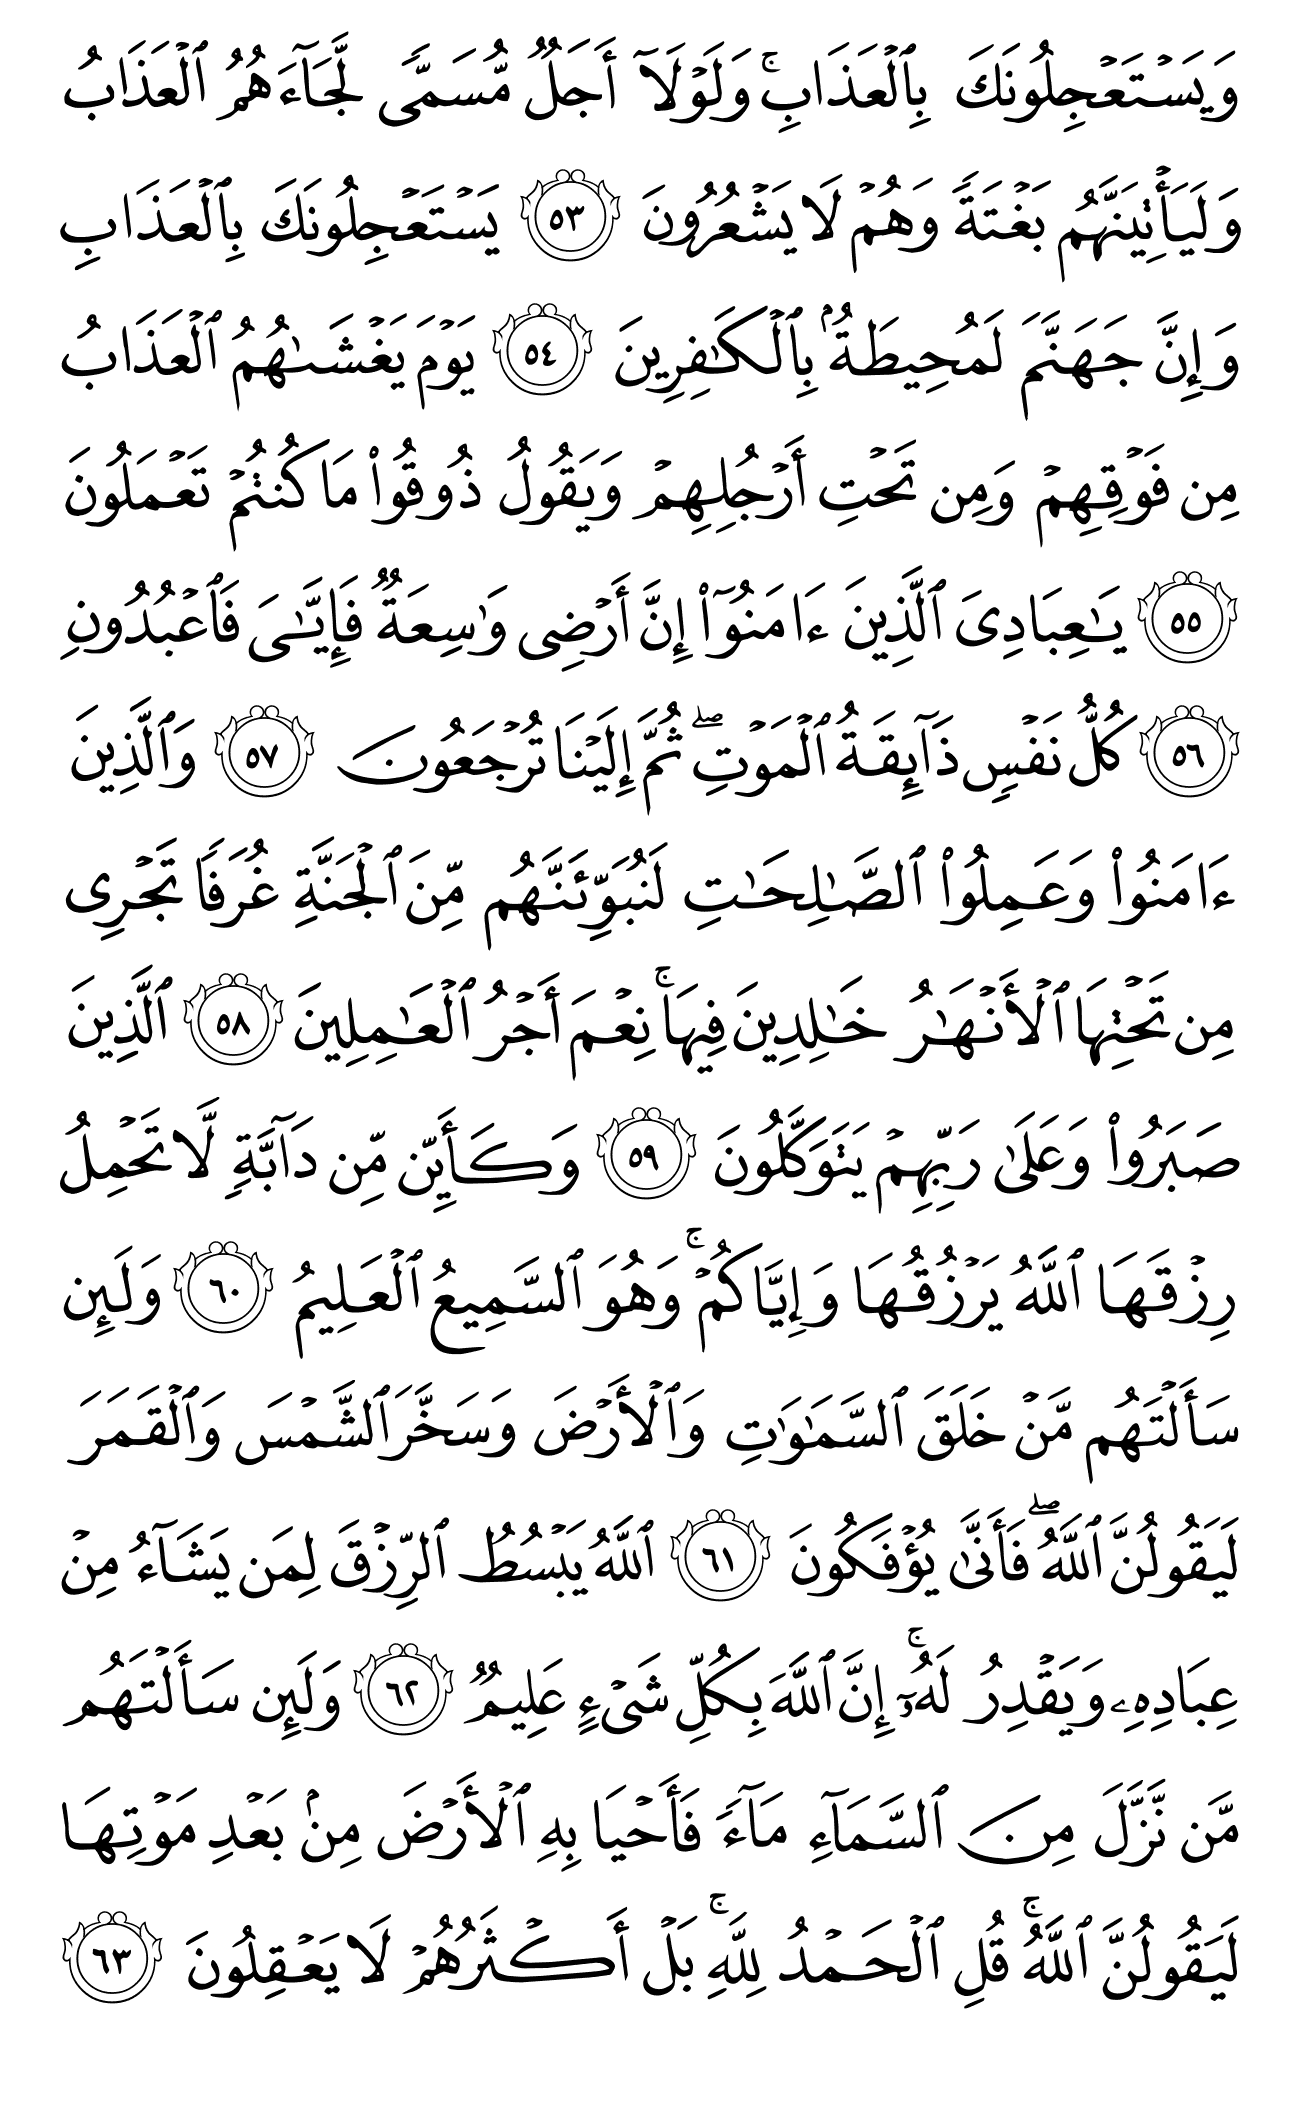 وَيَسۡتَعۡجِلُونَكَ بِٱلۡعَذَابِۚ وَلَوۡلَآ أَجَلٞ مُّسَمّٗى لَّجَآءَهُمُ ٱلۡعَذَابُ
وَلَيَأۡتِيَنَّهُم بَغۡتَةٗ وَهُمۡ لَا يَشۡعُرُونَ ٥٣ يَسۡتَعۡجِلُونَكَ بِٱلۡعَذَابِ
وَإِنَّ جَهَنَّمَ لَمُحِيطَةُۢ بِٱلۡكَٰفِرِينَ ٥٤ يَوۡمَ يَغۡشَىٰهُمُ ٱلۡعَذَابُ
مِن فَوۡقِهِمۡ وَمِن تَحۡتِ أَرۡجُلِهِمۡ وَيَقُولُ ذُوقُواْ مَا كُنتُمۡ تَعۡمَلُونَ
٥٥ يَٰعِبَادِيَ ٱلَّذِينَ ءَامَنُوٓاْ إِنَّ أَرۡضِي وَٰسِعَةٞ فَإِيَّٰيَ فَٱعۡبُدُونِ
٥٦ كُلُّ نَفۡسٖ ذَآئِقَةُ ٱلۡمَوۡتِۖ ثُمَّ إِلَيۡنَا تُرۡجَعُونَ ٥٧ وَٱلَّذِينَ
ءَامَنُواْ وَعَمِلُواْ ٱلصَّٰلِحَٰتِ لَنُبَوِّئَنَّهُم مِّنَ ٱلۡجَنَّةِ غُرَفٗا تَجۡرِي
مِن تَحۡتِهَا ٱلۡأَنۡهَٰرُ خَٰلِدِينَ فِيهَاۚ نِعۡمَ أَجۡرُ ٱلۡعَٰمِلِينَ ٥٨ ٱلَّذِينَ
صَبَرُواْ وَعَلَىٰ رَبِّهِمۡ يَتَوَكَّلُونَ ٥٩ وَكَأَيِّن مِّن دَآبَّةٖ لَّا تَحۡمِلُ
رِزۡقَهَا ٱللَّهُ يَرۡزُقُهَا وَإِيَّاكُمۡۚ وَهُوَ ٱلسَّمِيعُ ٱلۡعَلِيمُ ٦٠ وَلَئِن
سَأَلۡتَهُم مَّنۡ خَلَقَ ٱلسَّمَٰوَٰتِ وَٱلۡأَرۡضَ وَسَخَّرَ ٱلشَّمۡسَ وَٱلۡقَمَرَ
لَيَقُولُنَّ ٱللَّهُۖ فَأَنَّىٰ يُؤۡفَكُونَ ٦١ ٱللَّهُ يَبۡسُطُ ٱلرِّزۡقَ لِمَن يَشَآءُ مِنۡ
عِبَادِهِۦ وَيَقۡدِرُ لَهُۥٓۚ إِنَّ ٱللَّهَ بِكُلِّ شَيۡءٍ عَلِيمٞ ٦٢ وَلَئِن سَأَلۡتَهُم
مَّن نَّزَّلَ مِنَ ٱلسَّمَآءِ مَآءٗ فَأَحۡيَا بِهِ ٱلۡأَرۡضَ مِنۢ بَعۡدِ مَوۡتِهَا
لَيَقُولُنَّ ٱللَّهُۚ قُلِ ٱلۡحَمۡدُ لِلَّهِۚ بَلۡ أَكۡثَرُهُمۡ لَا يَعۡقِلُونَ ٦٣